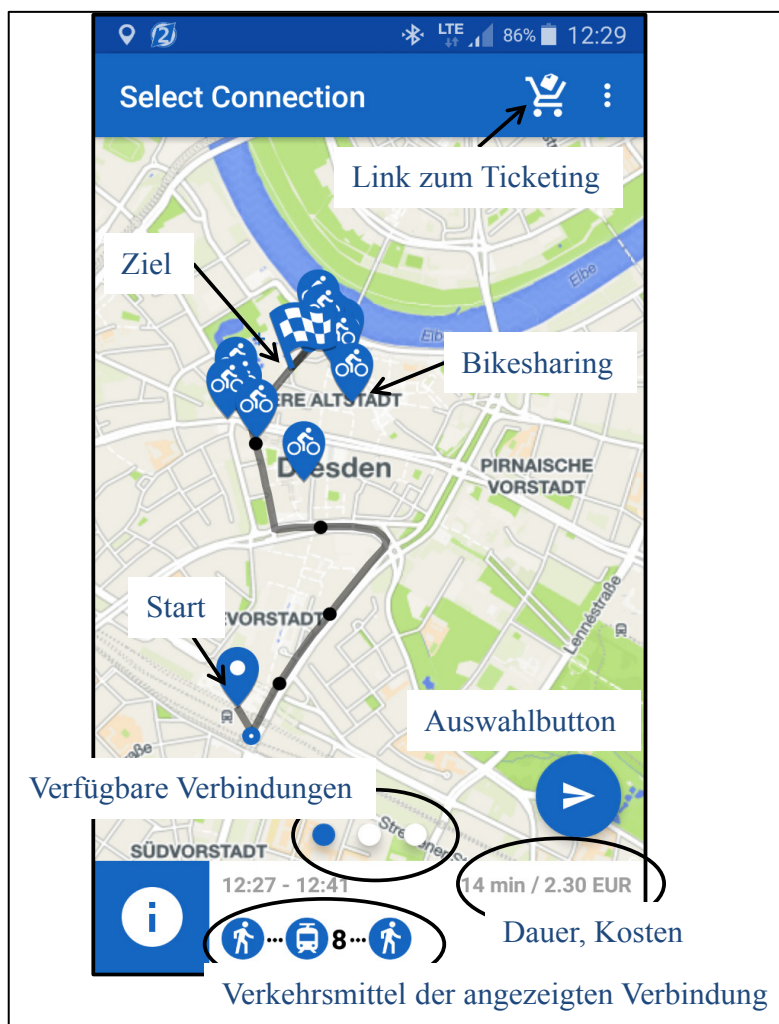 2 LTE 86% 12:29
Select Connection
Link zum Ticketing
Ziel
Elbe
Bikesharing
ERE ALTSTADT
Dresden
PIRNAISCHE
VORSTADT
Lennéstraße
Start
EVORSTADT
Auswahlbutton
Verfügbare Verbindungen
SÜDVORSTADT
12:27 - 12:41 14 min / 2.30 EUR
i
8
Dauer, Kosten
Verkehrsmittel der angezeigten Verbindung